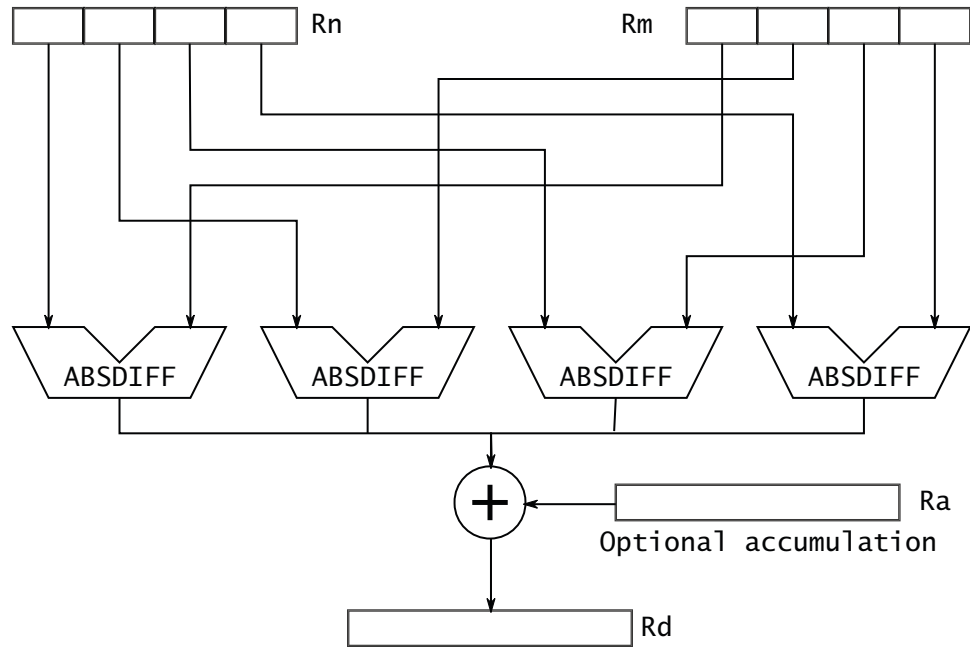 Rn
Rm
ABSDIFF
ABSDIFF
ABSDIFF
ABSDIFF
+
Ra
Optional accumulation
Rd